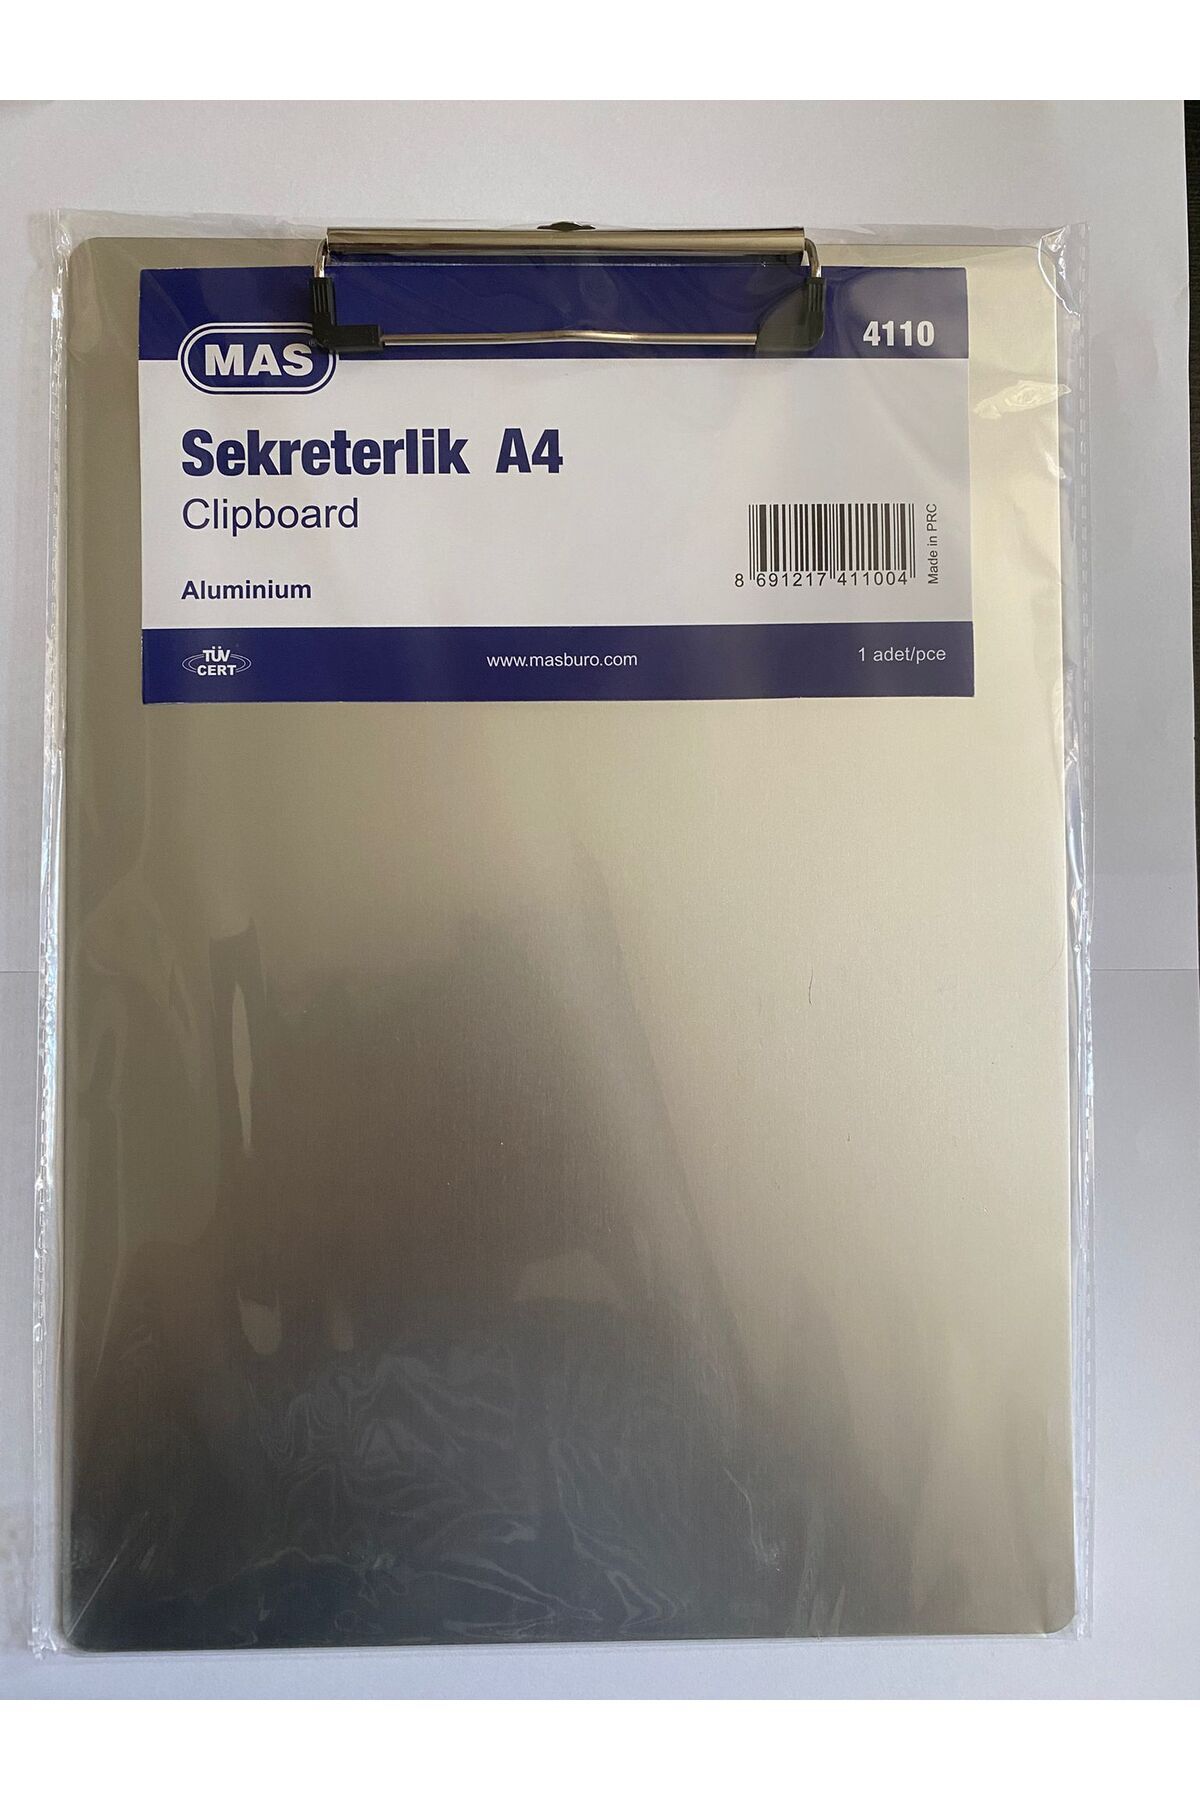 4110
MAS
Sekreterlik A4
Clipboard
Aluminium
8 691217 411004
Made in PRC
TÜV
CERT
www.masburo.com
1 adet/pce